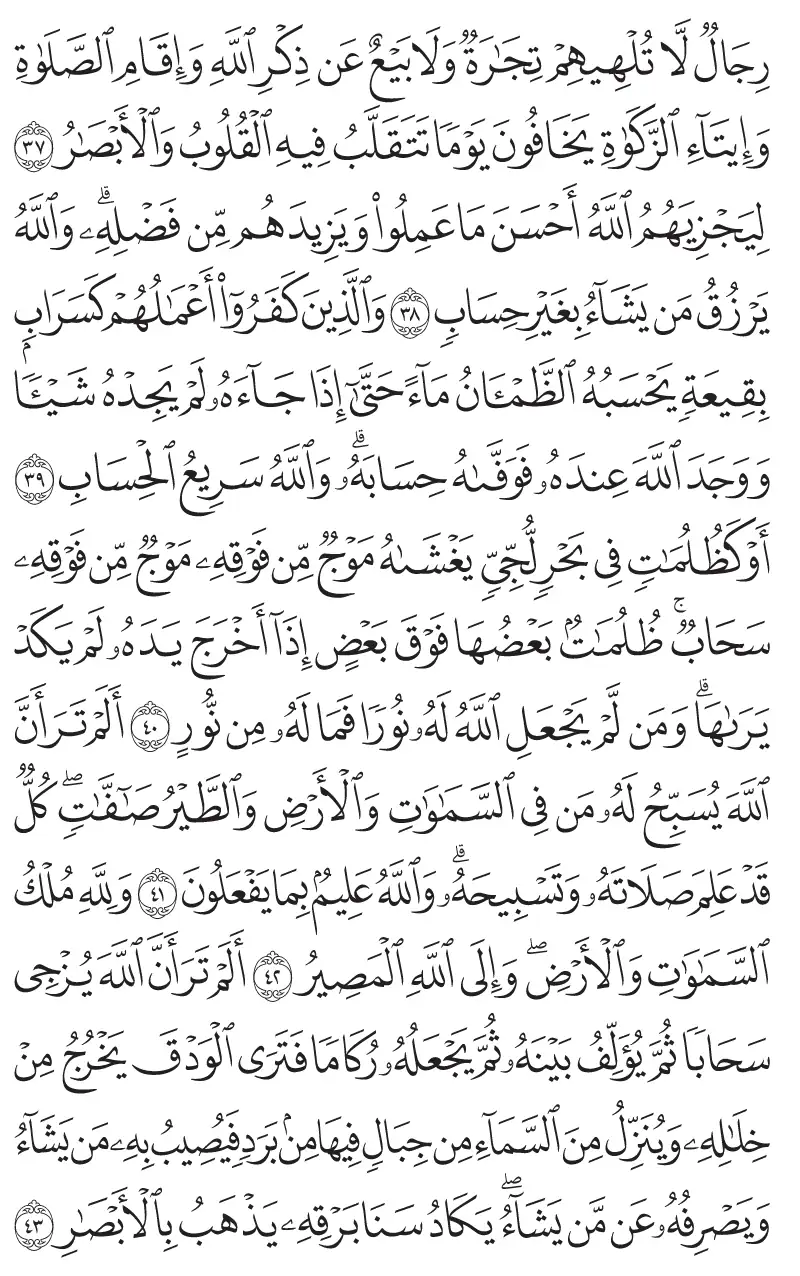 رِجَالٌ لَّا تُلْهِيهِمْ تِجَٰرَةٌ وَلَا بَيْعٌ عَن ذِكْرِ ٱللَّهِ وَإِقَامِ ٱلصَّلَوٰةِ
وَإِيتَآءِ ٱلزَّكَوٰةِ يَخَافُونَ يَوْمًا تَتَقَلَّبُ فِيهِ ٱلْقُلُوبُ وَٱلْأَبْصَٰرُ ٣٧
لِيَجْزِيَهُمُ ٱللَّهُ أَحْسَنَ مَا عَمِلُوا۟ وَيَزِيدَهُم مِّن فَضْلِهِۦ ۗ وَٱللَّهُ
يَرْزُقُ مَن يَشَآءُ بِغَيْرِ حِسَابٍ ٣٨ وَٱلَّذِينَ كَفَرُوٓا۟ أَعْمَٰلُهُمْ كَسَرَابٍۭ
بِقِيعَةٍ يَحْسَبُهُ ٱلظَّمْـَٔانُ مَآءً حَتَّىٰٓ إِذَا جَآءَهُۥ لَمْ يَجِدْهُ شَيْـًٔا
وَوَجَدَ ٱللَّهَ عِندَهُۥ فَوَفَّىٰهُ حِسَابَهُۥ ۗ وَٱللَّهُ سَرِيعُ ٱلْحِسَابِ ٣٩
أَوْ كَظُلُمَٰتٍ فِى بَحْرٍ لُّجِّىٍّ يَغْشَىٰهُ مَوْجٌ مِّن فَوْقِهِۦ مَوْجٌ مِّن فَوْقِهِۦ
سَحَابٌ ۚ ظُلُمَٰتٌۢ بَعْضُهَا فَوْقَ بَعْضٍ إِذَآ أَخْرَجَ يَدَهُۥ لَمْ يَكَدْ
يَرَىٰهَا ۗ وَمَن لَّمْ يَجْعَلِ ٱللَّهُ لَهُۥ نُورًا فَمَا لَهُۥ مِن نُّورٍ ٤٠ أَلَمْ تَرَ أَنَّ
ٱللَّهَ يُسَبِّحُ لَهُۥ مَن فِى ٱلسَّمَٰوَٰتِ وَٱلْأَرْضِ وَٱلطَّيْرُ صَٰٓفَّٰتٍ ۖ كُلٌّ
قَدْ عَلِمَ صَلَاتَهُۥ وَتَسْبِيحَهُۥ ۗ وَٱللَّهُ عَلِيمٌۢ بِمَا يَفْعَلُونَ ٤١ وَلِلَّهِ مُلْكُ
ٱلسَّمَٰوَٰتِ وَٱلْأَرْضِ ۖ وَإِلَى ٱللَّهِ ٱلْمَصِيرُ ٤٢ أَلَمْ تَرَ أَنَّ ٱللَّهَ يُزْجِى
سَحَابًا ثُمَّ يُؤَلِّفُ بَيْنَهُۥ ثُمَّ يَجْعَلُهُۥ رُكَامًا فَتَرَى ٱلْوَدْقَ يَخْرُجُ مِنْ
خِلَٰلِهِۦ وَيُنَزِّلُ مِنَ ٱلسَّمَآءِ مِن جِبَالٍ فِيهَا مِنۢ بَرَدٍ فَيُصِيبُ بِهِۦ مَن يَشَآءُ
وَيَصْرِفُهُۥ عَن مَّن يَشَآءُ ۖ يَكَادُ سَنَا بَرْقِهِۦ يَذْهَبُ بِٱلْأَبْصَٰرِ ٤٣